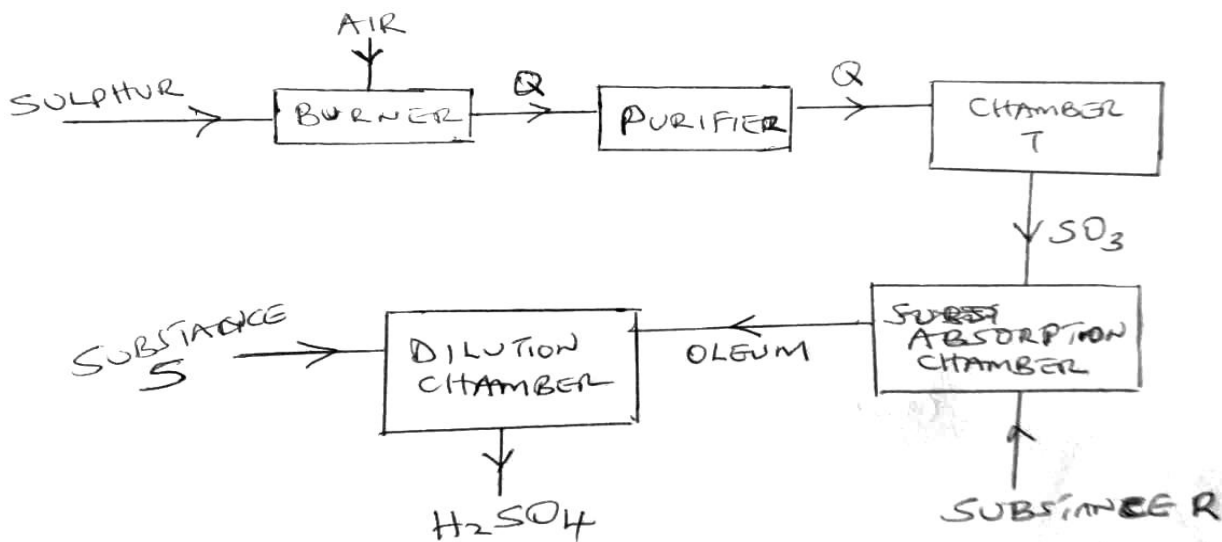 AIR
SULPHUR
BURNER
Q
PURIFIER
Q
CHAMBER
T
SO3
SUBSTANCE
S
DILUTION
CHAMBER
OLEUM
ABSORPTION
CHAMBER
H2SO4
SUBSTANCE R